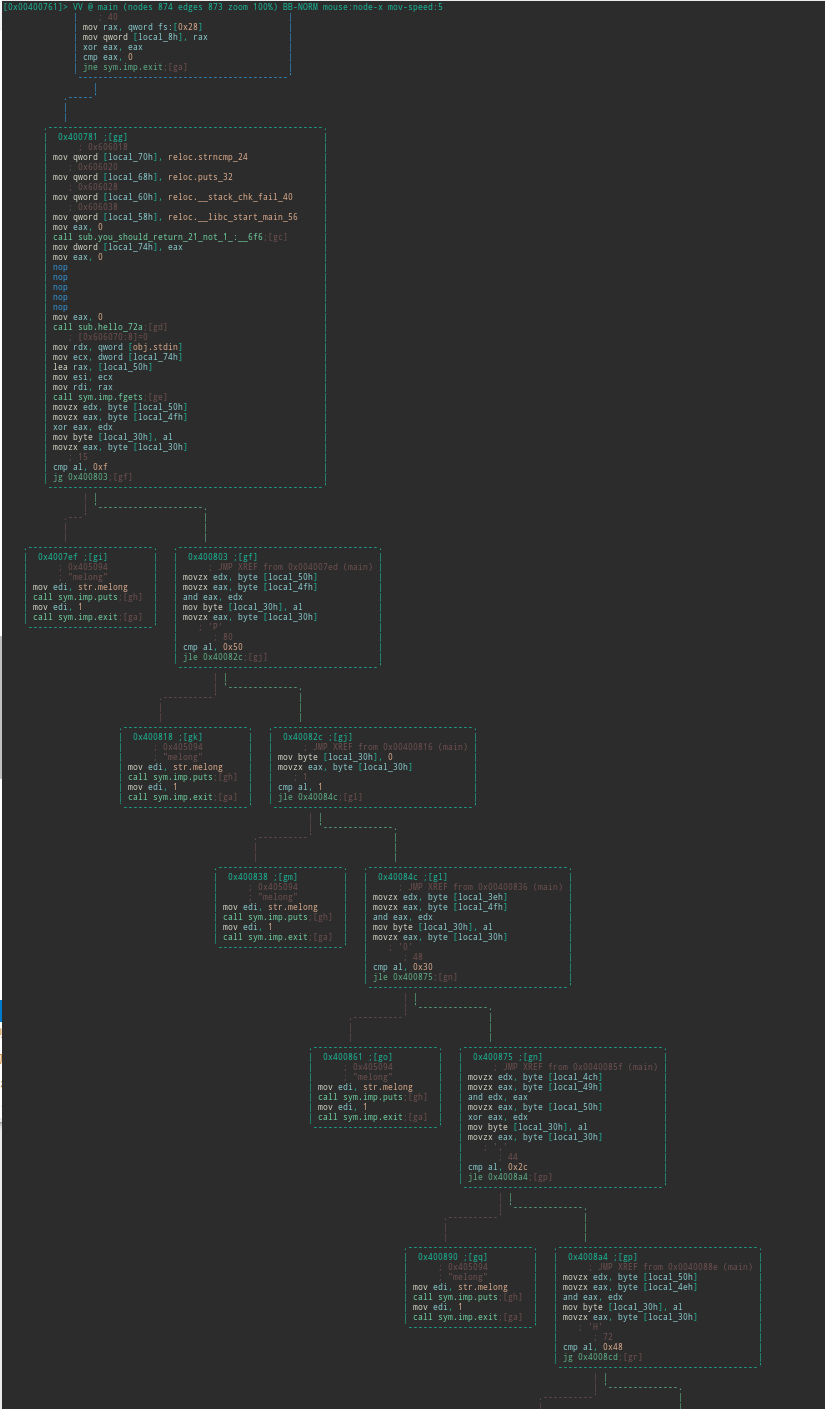 [0x00400761]> VV @ main (nodes 874 edges 873 zoom 100%) BB-NORM mouse:node-x mov-speed:5
; 40
mov rax, qword fs:[0x28]
mov qword [local_8h], rax
xor eax, eax
cmp eax, 0
jne sym.imp.exit;[ga]
0x400781 ;[gg]
; 0x606018
mov qword [local_70h], reloc.strncmp_24
; 0x606020
mov qword [local_68h], reloc.puts_32
; 0x606028
mov qword [local_60h], reloc.__stack_chk_fail_40
; 0x606038
mov qword [local_58h], reloc.__libc_start_main_56
mov eax, 0
call sub.you_should_return_21_not_1_:__6f6;[gc]
mov dword [local_74h], eax
mov eax, 0
nop
nop
nop
nop
nop
mov eax, 0
call sub.hello_72a;[gd]
; [0x606070:8]=0
mov rdx, qword [obj.stdin]
mov ecx, dword [local_74h]
lea rax, [local_50h]
mov esi, ecx
mov rdi, rax
call sym.imp.fgets;[ge]
movzx edx, byte [local_50h]
movzx eax, byte [local_4fh]
xor eax, edx
mov byte [local_30h], al
movzx eax, byte [local_30h]
; 15
cmp al, 0xf
jg 0x400803;[gf]
0x4007ef ;[gi]
; 0x405094
; "melong"
mov edi, str.melong
call sym.imp.puts;[gh]
mov edi, 1
call sym.imp.exit;[ga]
0x400803 ;[gf]
; JMP XREF from 0x004007ed (main)
movzx edx, byte [local_50h]
movzx eax, byte [local_4fh]
and eax, edx
mov byte [local_30h], al
movzx eax, byte [local_30h]
; 'P'
; 80
cmp al, 0x50
jle 0x40082c;[gj]
0x400818 ;[gk]
; 0x405094
; "melong"
mov edi, str.melong
call sym.imp.puts;[gh]
mov edi, 1
call sym.imp.exit;[ga]
0x40082c ;[gj]
; JMP XREF from 0x00400816 (main)
mov byte [local_30h], 0
movzx eax, byte [local_30h]
; 1
cmp al, 1
jle 0x40084c;[gl]
0x400838 ;[gm]
; 0x405094
; "melong"
mov edi, str.melong
call sym.imp.puts;[gh]
mov edi, 1
call sym.imp.exit;[ga]
0x40084c ;[gl]
; JMP XREF from 0x00400836 (main)
movzx edx, byte [local_3eh]
movzx eax, byte [local_4fh]
and eax, edx
mov byte [local_30h], al
movzx eax, byte [local_30h]
; '0'
; 48
cmp al, 0x30
jle 0x400875;[gn]
0x400861 ;[go]
; 0x405094
; "melong"
mov edi, str.melong
call sym.imp.puts;[gh]
mov edi, 1
call sym.imp.exit;[ga]
0x400875 ;[gn]
; JMP XREF from 0x0040085f (main)
movzx edx, byte [local_4ch]
movzx eax, byte [local_49h]
and edx, eax
movzx eax, byte [local_50h]
xor eax, edx
mov byte [local_30h], al
movzx eax, byte [local_30h]
; ','
; 44
cmp al, 0x2c
jle 0x4008a4;[gp]
0x400890 ;[gq]
; 0x405094
; "melong"
mov edi, str.melong
call sym.imp.puts;[gh]
mov edi, 1
call sym.imp.exit;[ga]
0x4008a4 ;[gp]
; JMP XREF from 0x0040088e (main)
movzx edx, byte [local_50h]
movzx eax, byte [local_4eh]
and eax, edx
mov byte [local_30h], al
movzx eax, byte [local_30h]
; 'H'
; 72
cmp al, 0x48
jg 0x4008cd;[gr]